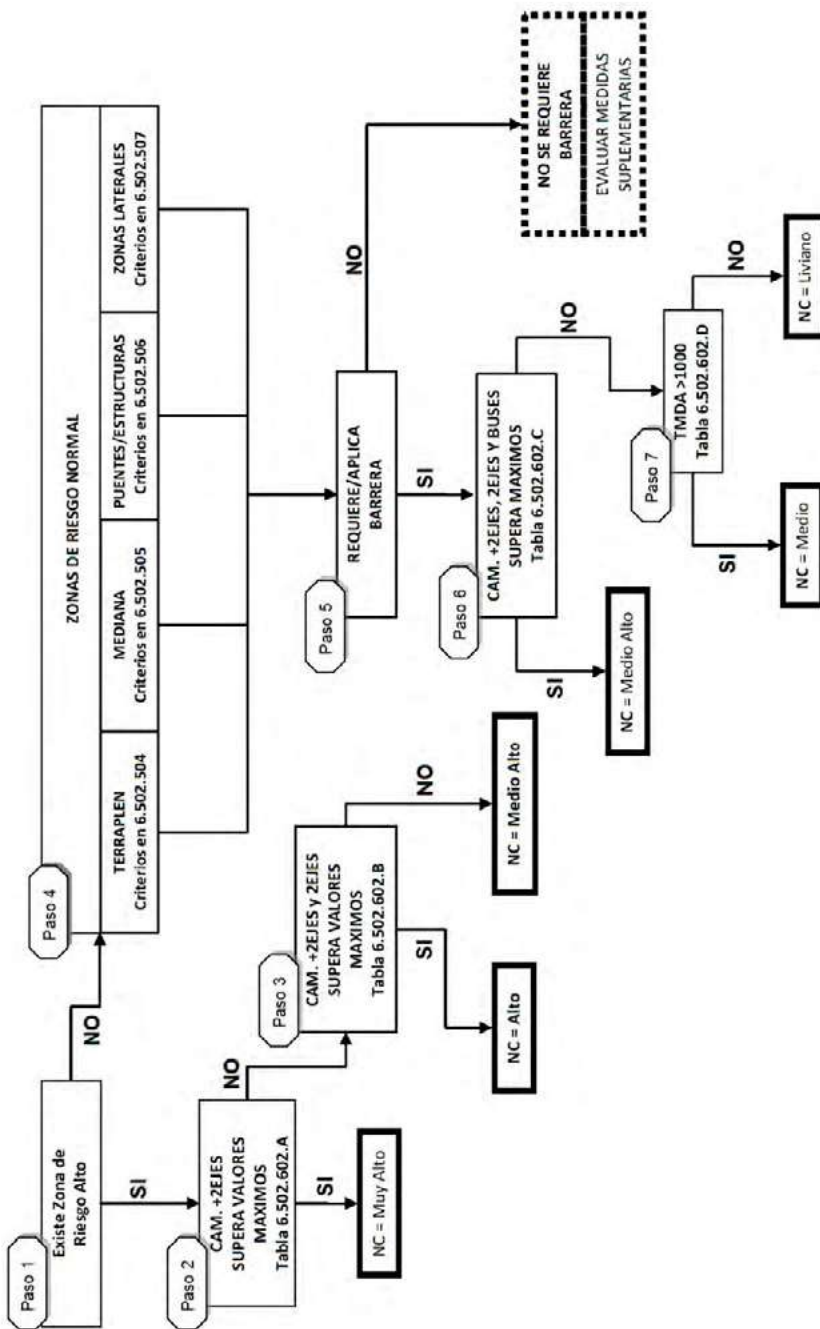 Paso 1
Existe Zona de
Riesgo Alto
NO
SI
Paso 2
CAM. +2EJES
SUPERA VALORES
MAXIMOS
Tabla 6.502.602.A
NO
SI
NC = Muy Alto
Paso 3
CAM. +2EJES y 2EJES
SUPERA VALORES
MAXIMOS
Tabla 6.502.602.B
NO
SI
NC = Alto
NC = Medio Alto
Paso 4
ZONAS DE RIESGO NORMAL
TERRAPLEN
Criterios en 6.502.504
MEDIANA
Criterios en 6.502.505
PUENTES/ESTRUCTURAS
Criterios en 6.502.506
ZONAS LATERALES
Criterios en 6.502.507
Paso 5
REQUIERE/APLICA
BARRERA
NO
SI
NO SE REQUIERE
BARRERA
EVALUAR MEDIDAS
SUPLEMENTARIAS
Paso 6
CAM. +2EJES, 2EJES Y BUSES
SUPERA MAXIMOS
Tabla 6.502.602.C
NO
SI
NC = Medio Alto
Paso 7
TMDA >1000
Tabla 6.502.602.D
NO
SI
NC = Medio
NC = Liviano